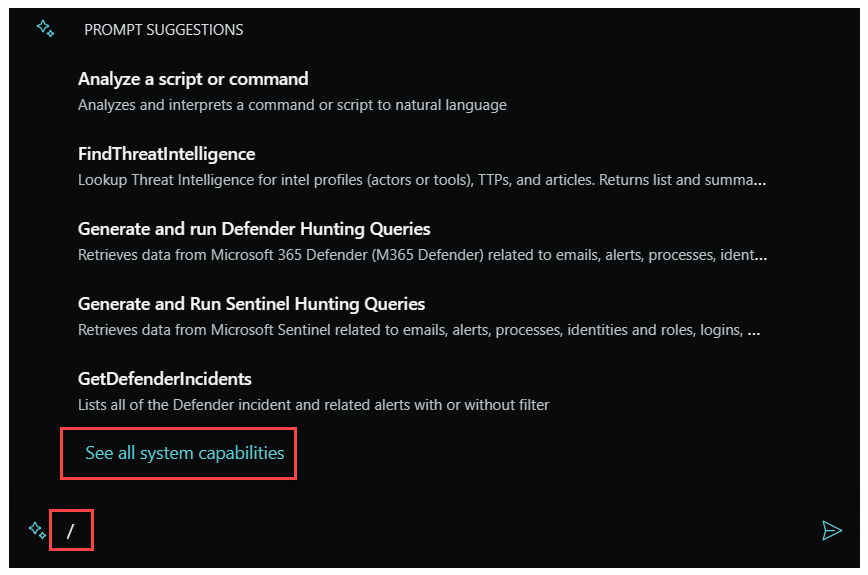 PROMPT SUGGESTIONS
Analyze a script or command
Analyzes and interprets a command or script to natural language
FindThreatIntelligence
Lookup Threat Intelligence for intel profiles (actors or tools), TTPs, and articles. Returns list and summa...
Generate and run Defender Hunting Queries
Retrieves data from Microsoft 365 Defender (M365 Defender) related to emails, alerts, processes, ident...
Generate and Run Sentinel Hunting Queries
Retrieves data from Microsoft Sentinel related to emails, alerts, processes, identities and roles, logins, ...
GetDefenderIncidents
Lists all of the Defender incident and related alerts with or without filter
See all system capabilities
/